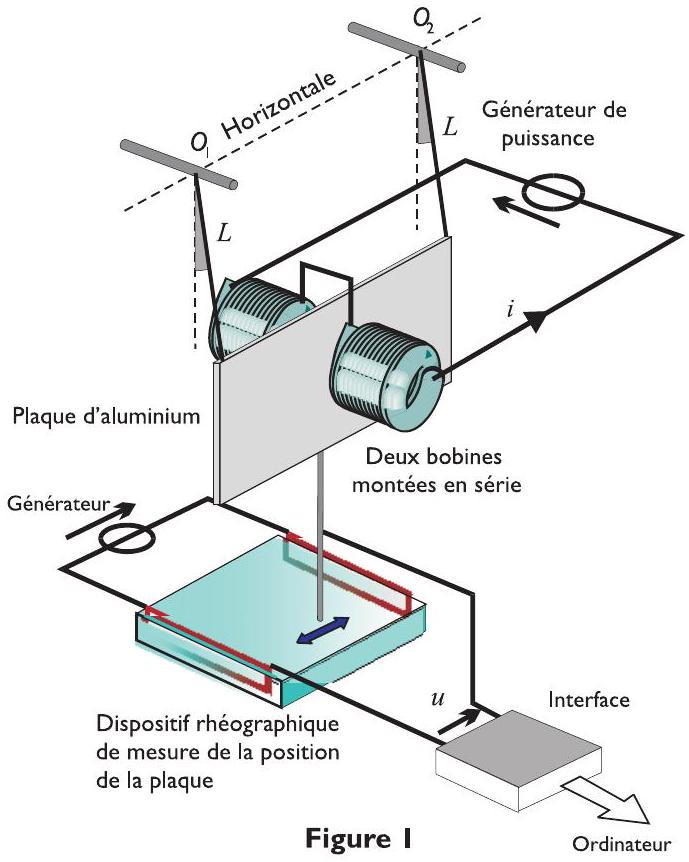 O₂
Horizontale
O₁
L
L
Générateur de
puissance
i
Plaque d'aluminium
Deux bobines
montées en série
Générateur
u
Interface
Dispositif rhéographique
de mesure de la position
de la plaque
Ordinateur
Figure 1